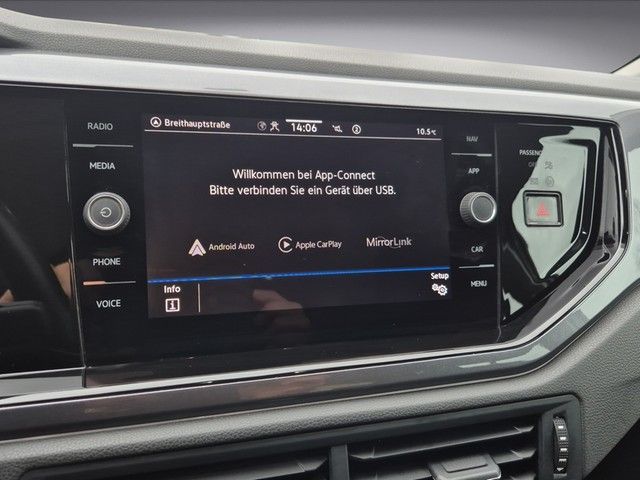 RADIO
MEDIA
PHONE
VOICE
Breithauptstraße
14:06
10.5°C
Willkommen bei App-Connect
Bitte verbinden Sie ein Gerät über USB.
Android Auto
Apple CarPlay
MirrorLink
Info
Setup
NAV
APP
CAR
MENU
PASSENG